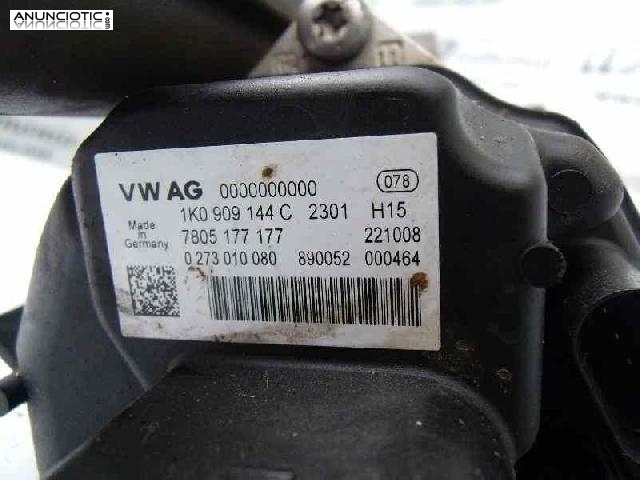 ANUNCIOTIC.es
VW AG 0000000000 078
1K0 909 144 C 2301 H15
Made in Germany
7805 177 177 221008
0 273 010 080 890052 000464